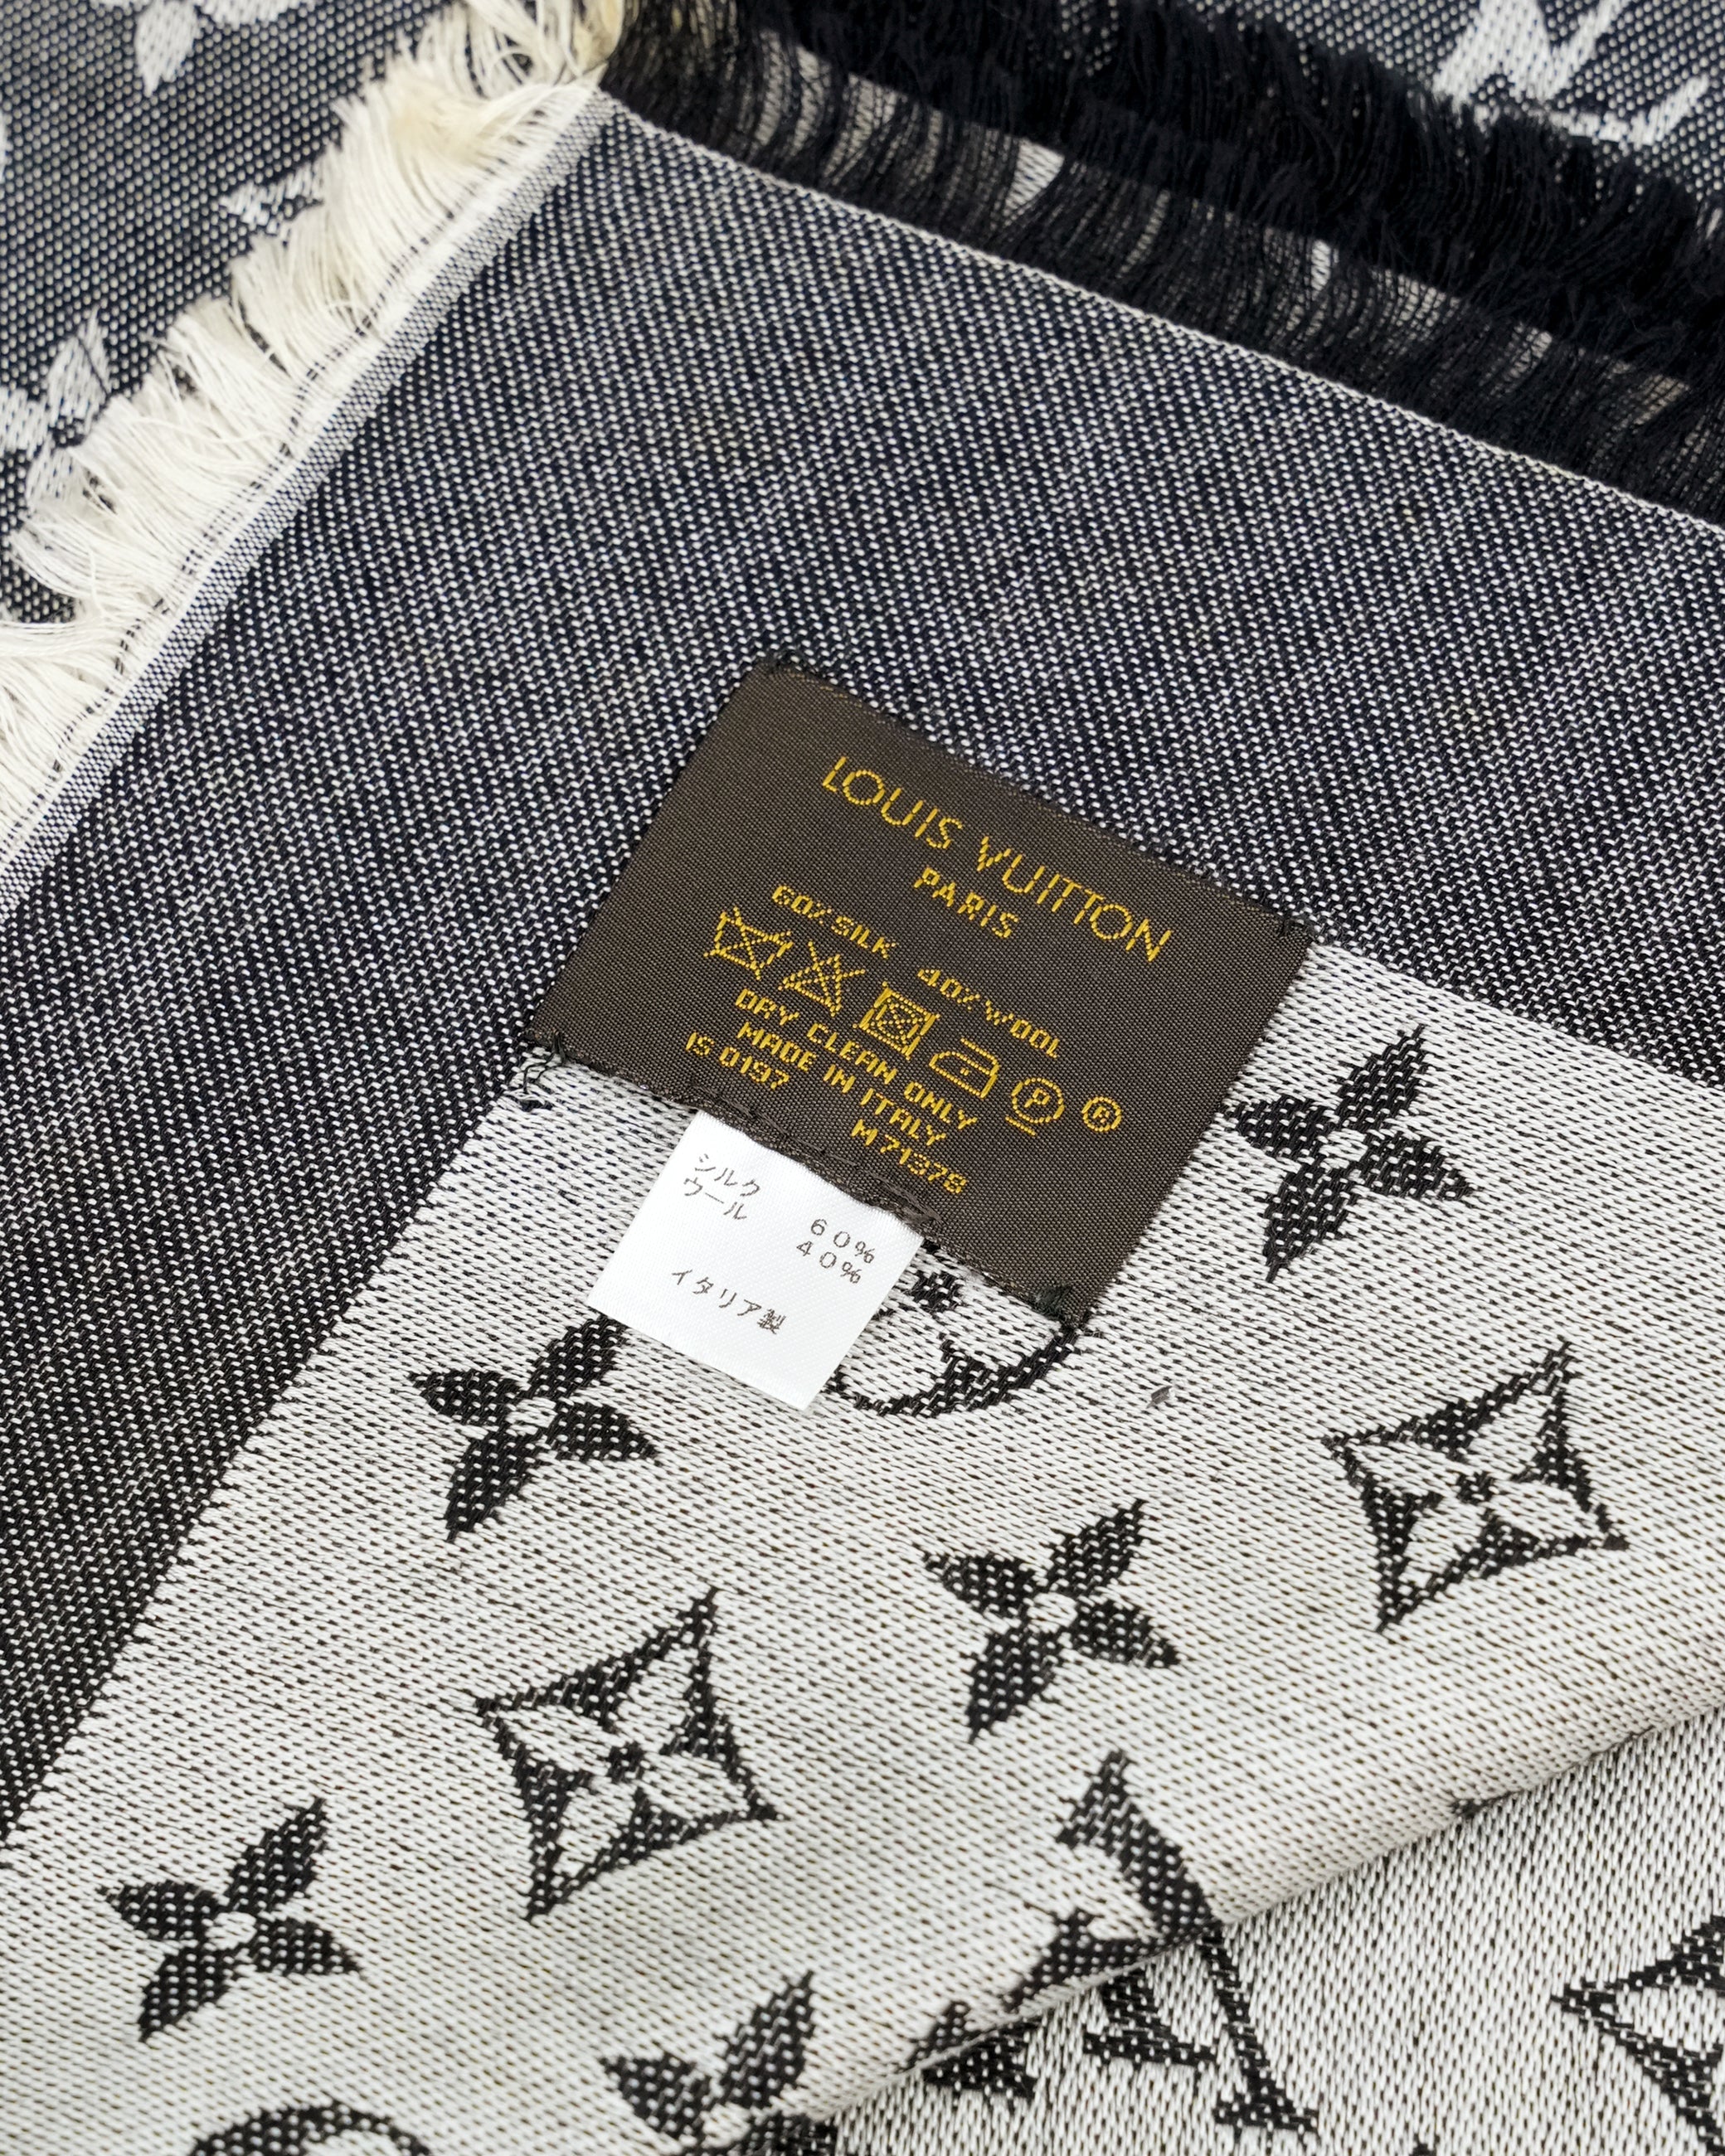 LOUIS VUITTON
PARIS
60% SILK 40% WOOL
P ®
DRY CLEAN ONLY
MADE IN ITALY
IS 0197 M71378
シルク 60%
ウール 40%
イタリア製